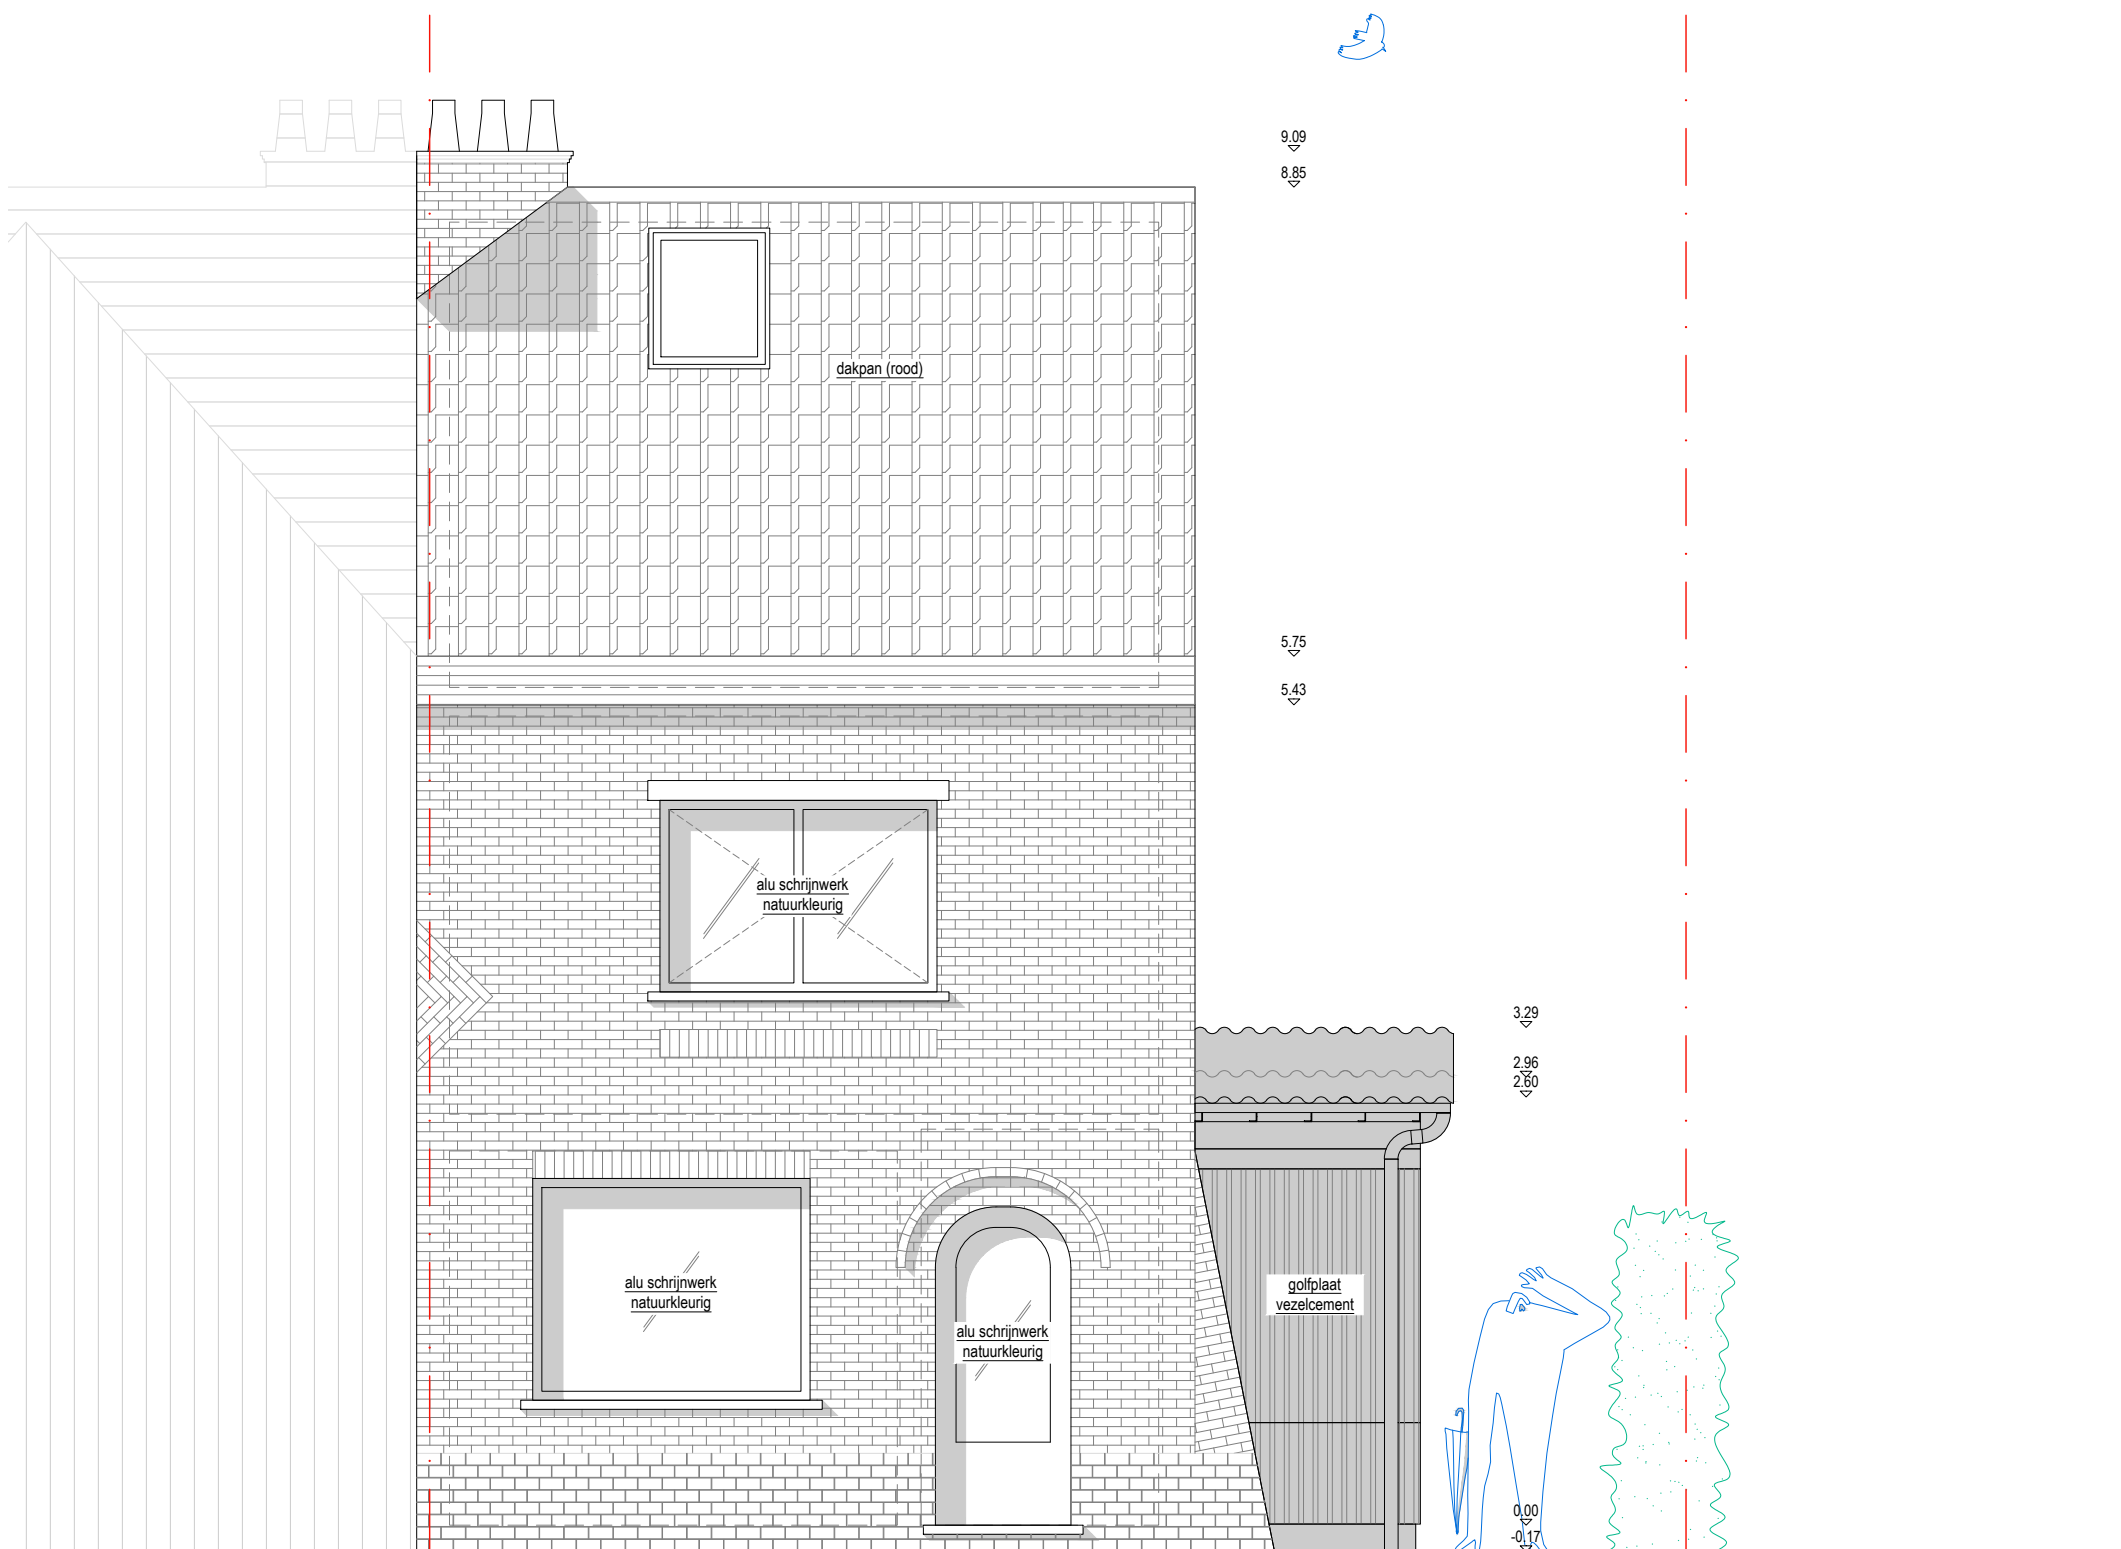 9.09
8.85
dakpan (rood)
5.75
5.43
alu schrijnwerk
natuurkleurig
3.29
2.96
2.60
alu schrijnwerk
natuurkleurig
golfplaat
vezelcement
alu schrijnwerk
natuurkleurig
0.00
-0.17